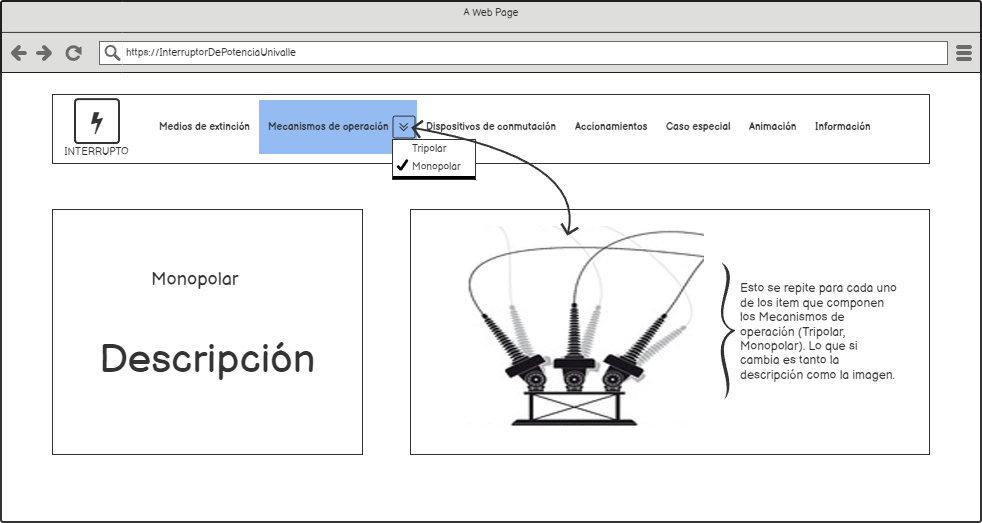 A Web Page
https://InterruptorDePotenciaUnivalle
INTERRUPTO
Medios de extinción
Mecanismos de operación
Dispositivos de conmutación
Accionamientos
Caso especial
Animación
Información
Tripolar
Monopolar
Monopolar
Descripción
Esto se repite para cada uno
de los item que componen
los Mecanismos de
operación (Tripolar,
Monopolar). Lo que si
cambia es tanto la
descripción como la imagen.